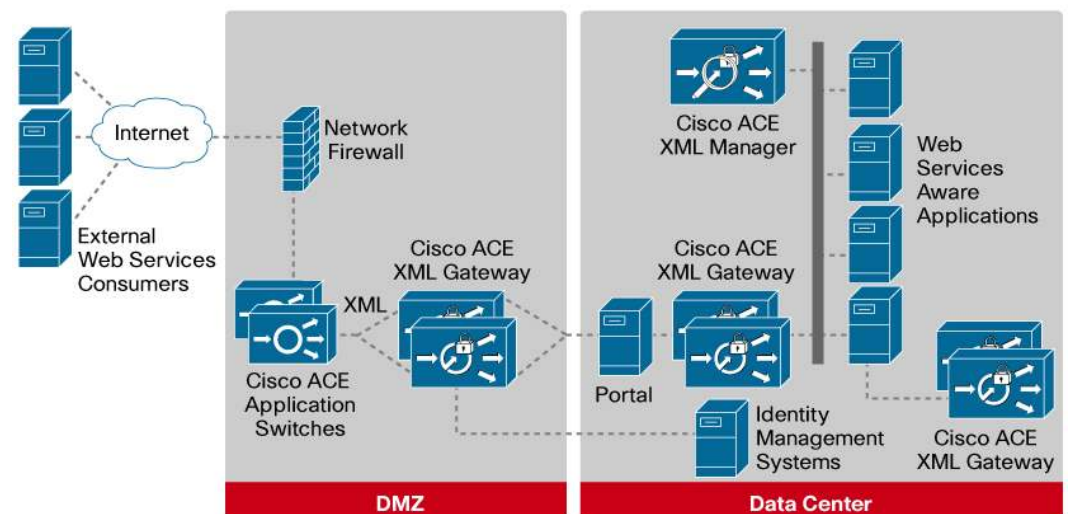 Internet
External
Web Services
Consumers
Network
Firewall
Cisco ACE
Application
Switches
XML
Cisco ACE
XML Gateway
DMZ
Cisco ACE
XML Manager
Web
Services
Aware
Applications
Cisco ACE
XML Gateway
Portal
Identity
Management
Systems
Cisco ACE
XML Gateway
Data Center